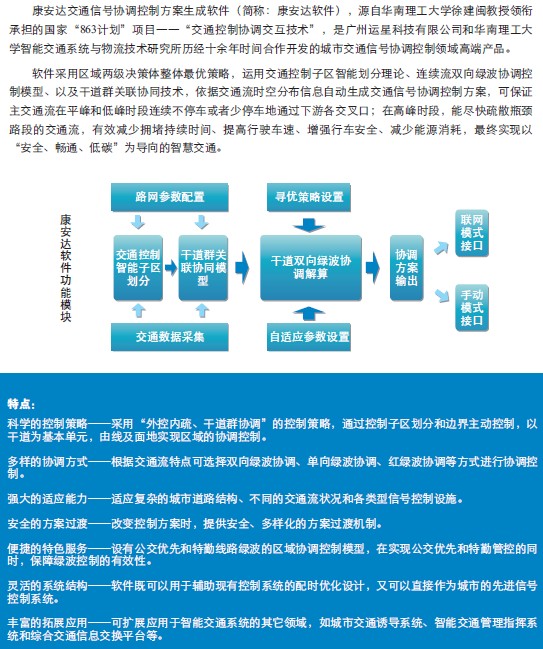 康安达交通信号协调控制方案生成软件（简称：康安达软件），源自华南理工大学徐建闽教授领衔
承担的国家“863计划”项目——“交通控制协调交互技术”，是广州运星科技有限公司和华南理工大
学智能交通系统与物流技术研究所历经十余年时间合作开发的城市交通信号协调控制领域高端产品。
软件采用区域两级决策体整体最优策略，运用交通控制子区智能划分理论、连续流双向绿波协调控
制模型、以及干道群关联协同技术，依据交通流时空分布信息自动生成交通信号协调控制方案，可保证
主交通流在平峰和低峰时段连续不停车或者少停车地通过下游各交叉口；在高峰时段，能尽快疏散瓶颈
路段的交通流，有效减少拥堵持续时间、提高行驶车速、增强行车安全、减少能源消耗，最终实现以
“安全、畅通、低碳”为导向的智慧交通。
康安达软件功能模块
路网参数配置
寻优策略设置
交通控制
智能子区
划分
干道群关
联协同模
型
干道双向绿波协
调解算
协调
方案
输出
联网
模式
接口
手动
模式
接口
交通数据采集
自适应参数设置
特点：
科学的控制策略——采用“外控内疏、干道群协调”的控制策略，通过控制子区划分和边界主动控制，以
干道为基本单元，由线及面地实现区域的协调控制。
多样的协调方式——根据交通流特点可选择双向绿波协调、单向绿波协调、红绿波协调等方式进行协调控
制。
强大的适应能力——适应复杂的城市道路结构、不同的交通流状况和各类型信号控制设施。
安全的方案过渡——改变控制方案时，提供安全、多样化的方案过渡机制。
便捷的特色服务——设有公交优先和特勤线路绿波的区域协调控制模型，在实现公交优先和特勤管控的同
时，保障绿波控制的有效性。
灵活的系统结构——软件既可以用于辅助现有控制系统的配时优化设计，又可以直接作为城市的先进信号
控制系统。
丰富的拓展应用——可扩展应用于智能交通系统的其它领域，如城市交通诱导系统、智能交通管理指挥系
统和综合交通信息交换平台等。